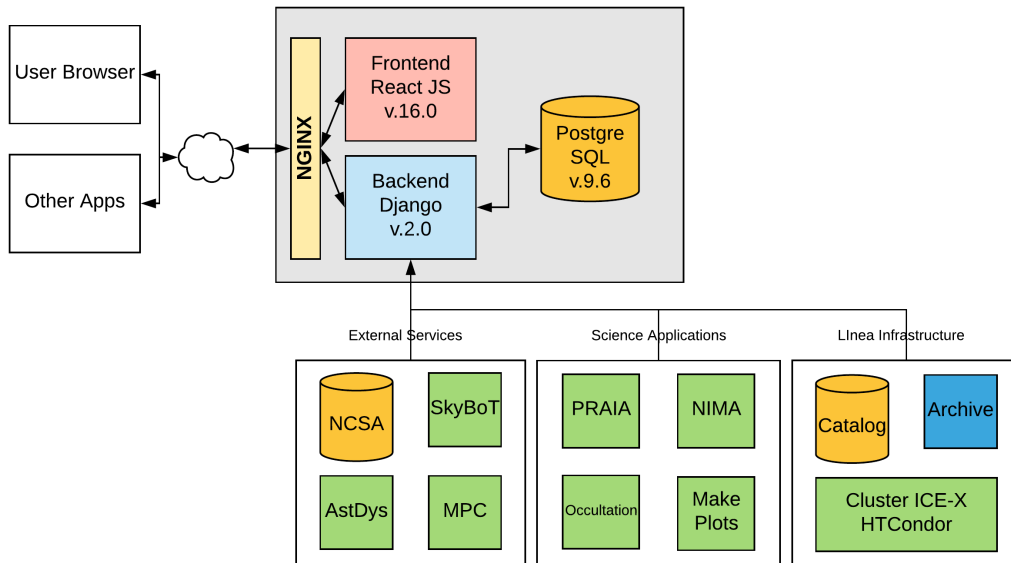 User Browser
Other Apps
NGINX
Frontend
React JS
v.16.0
Backend
Django
v.2.0
Postgre
SQL
v.9.6
External Services
Science Applications
LInea Infrastructure
NCSA
SkyBoT
AstDys
MPC
PRAIA
NIMA
Occultation
Make
Plots
Catalog
Archive
Cluster ICE-X
HTCondor